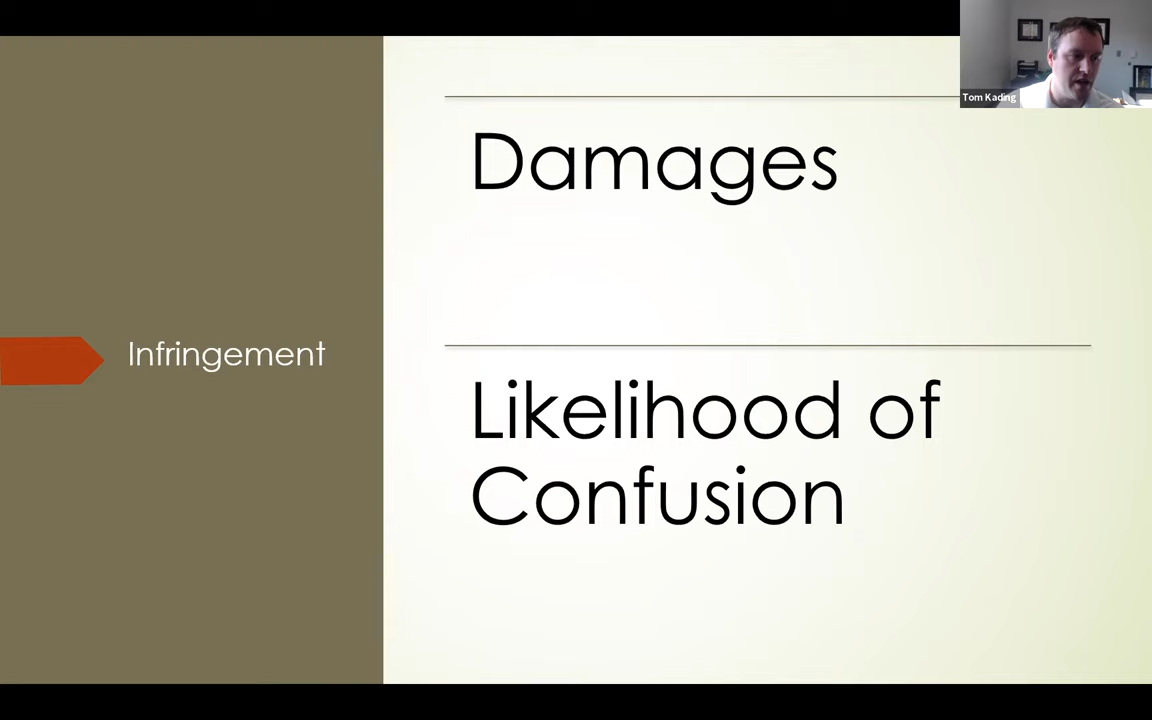 Tom Kading
Damages
Infringement
Likelihood of
Confusion